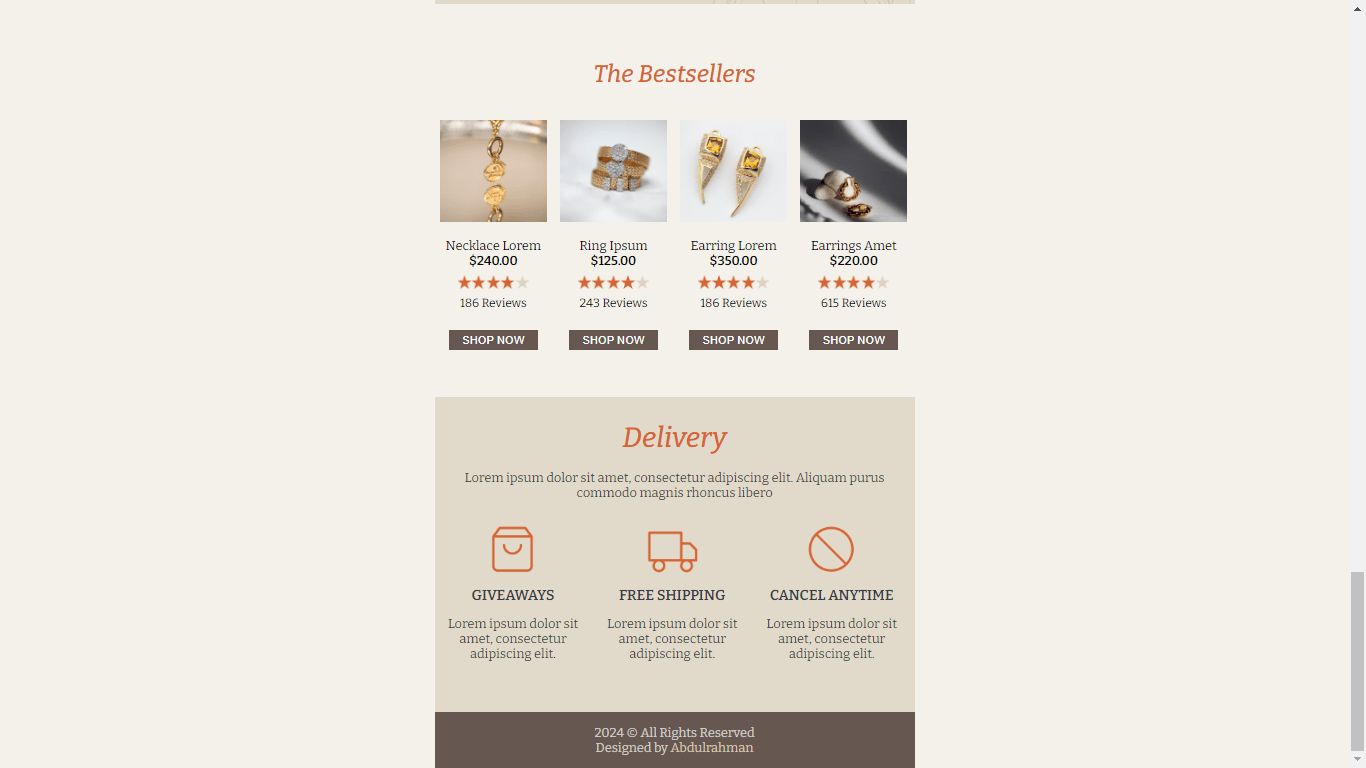 The Bestsellers
Necklace Lorem
$240.00
186 Reviews
SHOP NOW
Ring Ipsum
$125.00
243 Reviews
SHOP NOW
Earring Lorem
$350.00
186 Reviews
SHOP NOW
Earrings Amet
$220.00
615 Reviews
SHOP NOW
Delivery
Lorem ipsum dolor sit amet, consectetur adipiscing elit. Aliquam purus
commodo magnis rhoncus libero
GIVEAWAYS
Lorem ipsum dolor sit
amet, consectetur
adipiscing elit.
FREE SHIPPING
Lorem ipsum dolor sit
amet, consectetur
adipiscing elit.
CANCEL ANYTIME
Lorem ipsum dolor sit
amet, consectetur
adipiscing elit.
2024 © All Rights Reserved
Designed by Abdulrahman